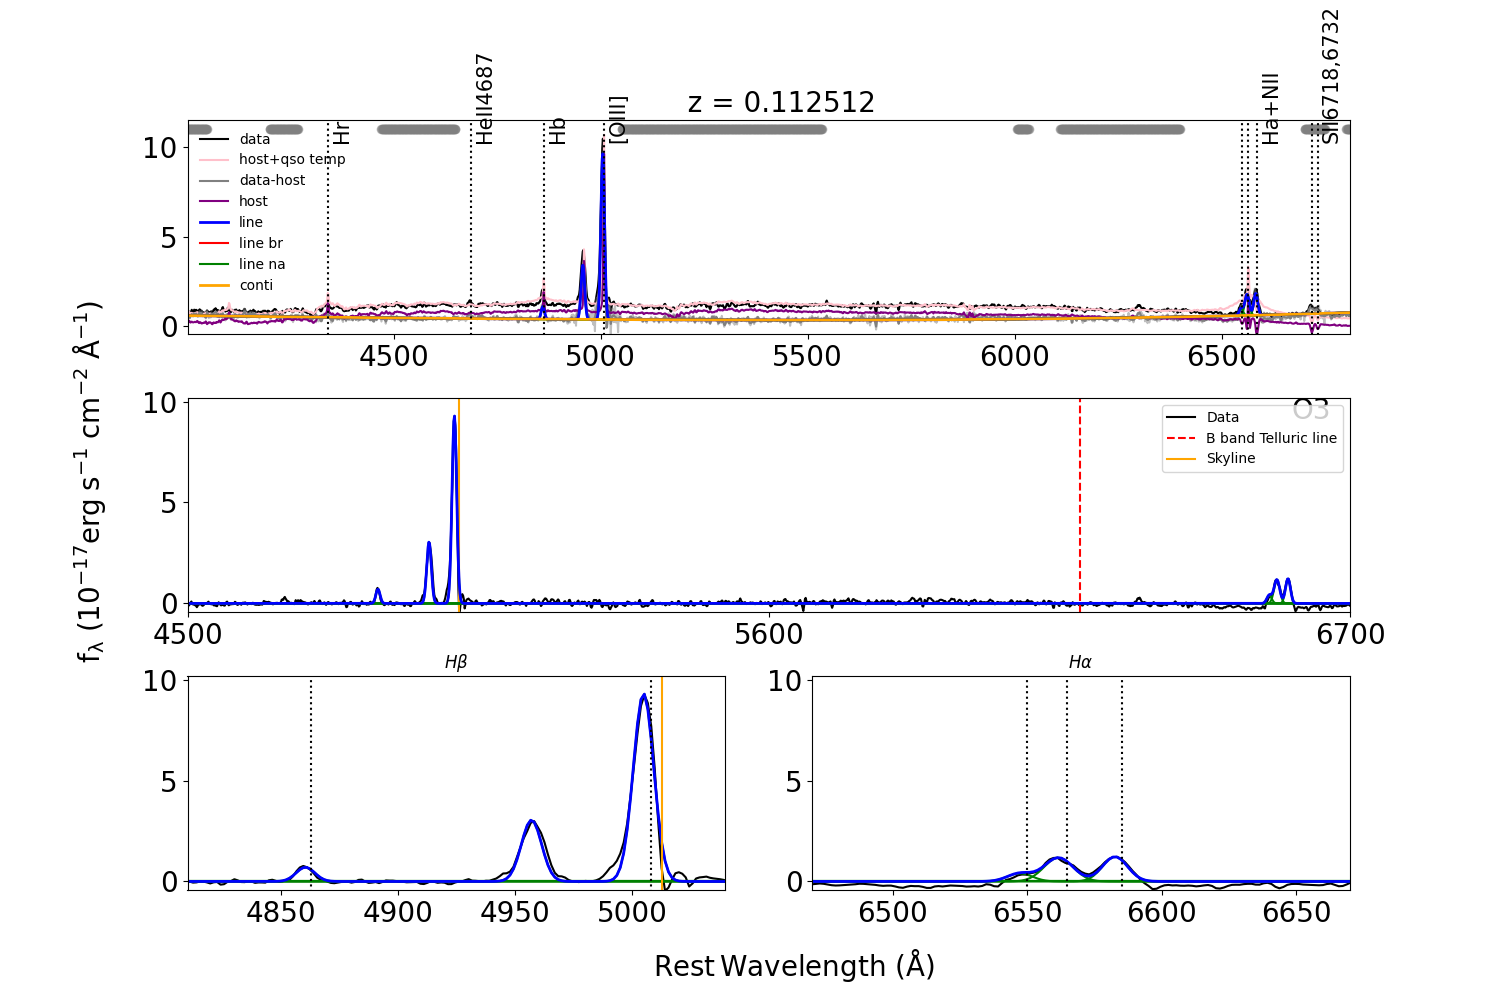 z = 0.112512
Hr
HeII4687
Hb
[OIII]
Ha+NII
SII6718,6732
data
host+qso temp
data-host
host
line
line br
line na
conti
10
5
0
4500
5000
5500
6000
6500
O3
Data
B band Telluric line
Skyline
10
5
0
4500
5600
6700
fλ (10⁻¹⁷erg s⁻¹ cm⁻² Å⁻¹)
Hβ
10
5
0
4850
4900
4950
5000
Hα
10
5
0
6500
6550
6600
6650
Rest Wavelength (Å)